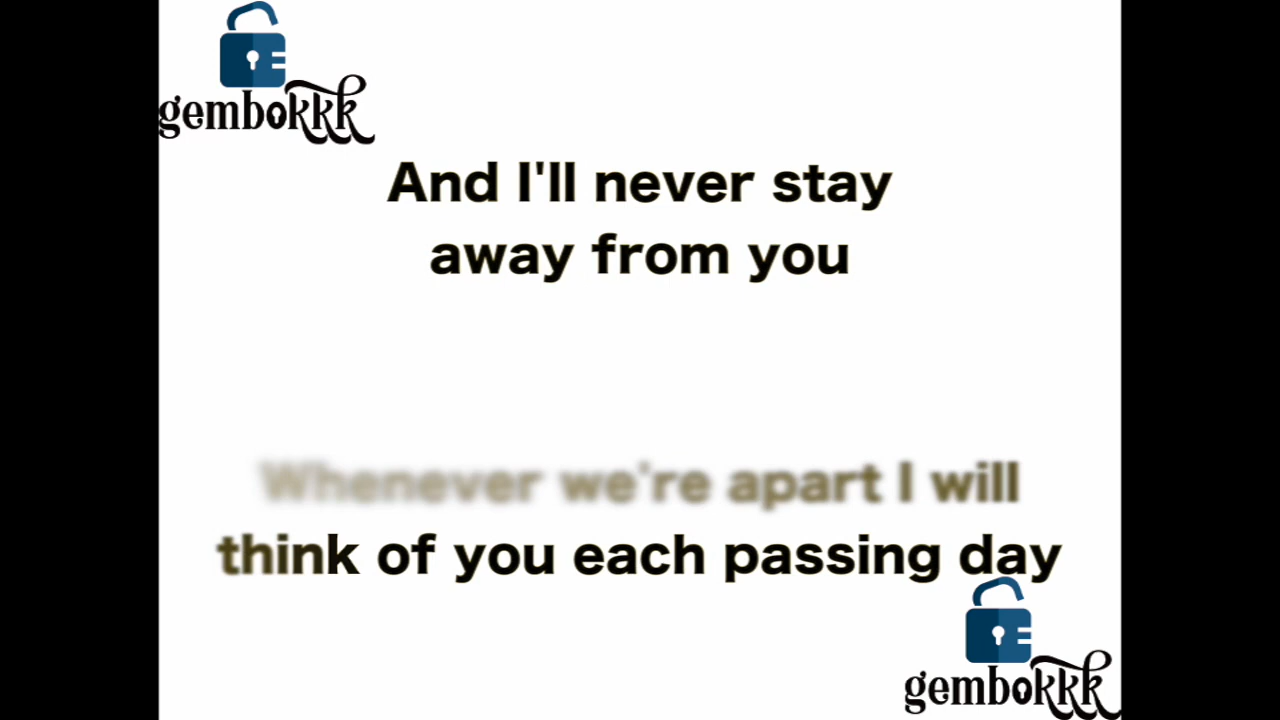 gembokkk
And I'll never stay
away from you
Whenever we're apart I will
think of you each passing day
gembokkk